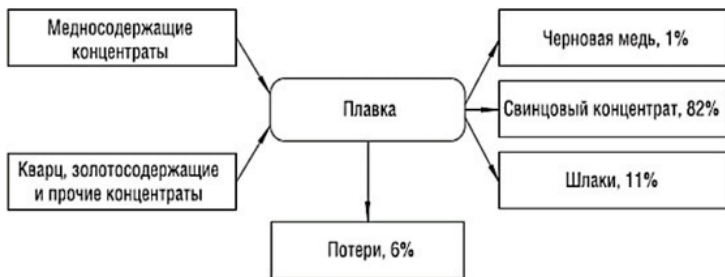 Медносодержащие
концентраты
Кварц, золотосодержащие
и прочие концентраты
Плавка
Черновая медь, 1%
Свинцовый концентрат, 82%
Шлаки, 11%
Потери, 6%